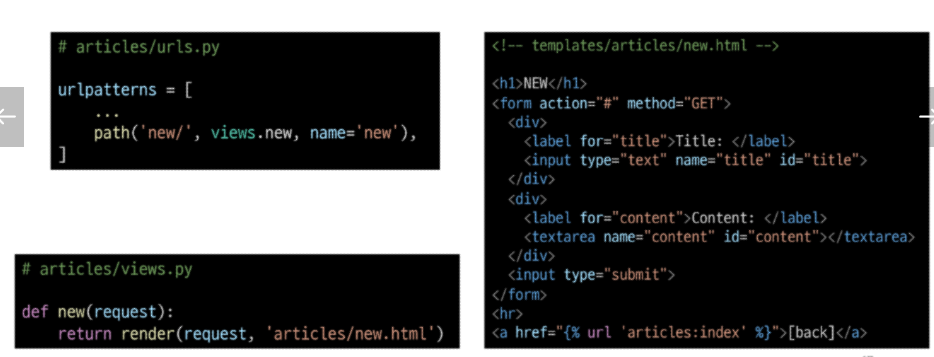 # articles/urls.py
urlpatterns = [
    ...
    path('new/', views.new, name='new'),
]
# articles/views.py
def new(request):
    return render(request, 'articles/new.html')
<!-- templates/articles/new.html -->
<h1>NEW</h1>
<form action="#" method="GET">
  <div>
    <label for="title">Title: </label>
    <input type="text" name="title" id="title">
  </div>
  <div>
    <label for="content">Content: </label>
    <textarea name="content" id="content"></textarea>
  </div>
  <input type="submit">
</form>
<hr>
<a href="{% url 'articles:index' %}">[back]</a>